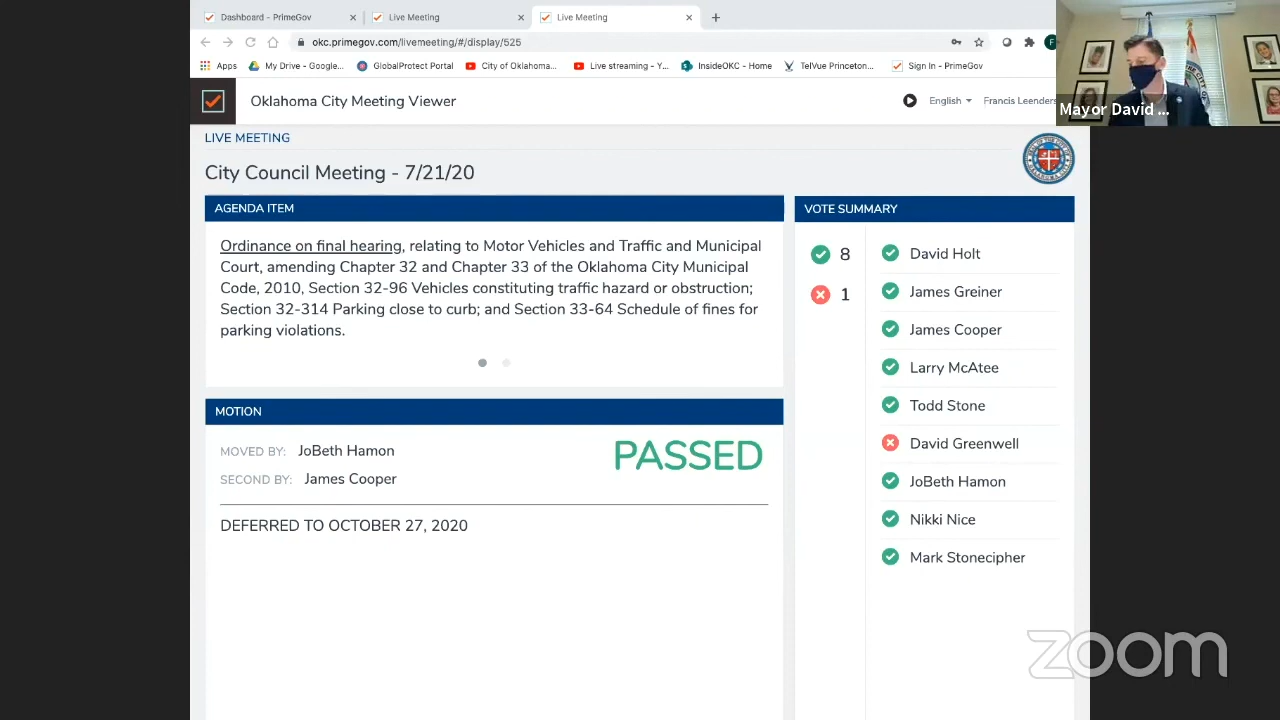 Dashboard - PrimeGov
Live Meeting
Live Meeting
okc.primegov.com/livemeeting/#/display/525
Apps
My Drive - Google...
GlobalProtect Portal
City of Oklahoma...
Live streaming - Y...
InsideOKC - Home
TelVue Princeton...
Sign In - PrimeGov
Oklahoma City Meeting Viewer
English
Francis Leenders
Mayor David ...
LIVE MEETING
City Council Meeting - 7/21/20
AGENDA ITEM
Ordinance on final hearing, relating to Motor Vehicles and Traffic and Municipal
Court, amending Chapter 32 and Chapter 33 of the Oklahoma City Municipal
Code, 2010, Section 32-96 Vehicles constituting traffic hazard or obstruction;
Section 32-314 Parking close to curb; and Section 33-64 Schedule of fines for
parking violations.
MOTION
MOVED BY: JoBeth Hamon
SECOND BY: James Cooper
PASSED
DEFERRED TO OCTOBER 27, 2020
VOTE SUMMARY
8
1
David Holt
James Greiner
James Cooper
Larry McAtee
Todd Stone
David Greenwell
JoBeth Hamon
Nikki Nice
Mark Stonecipher
zoom